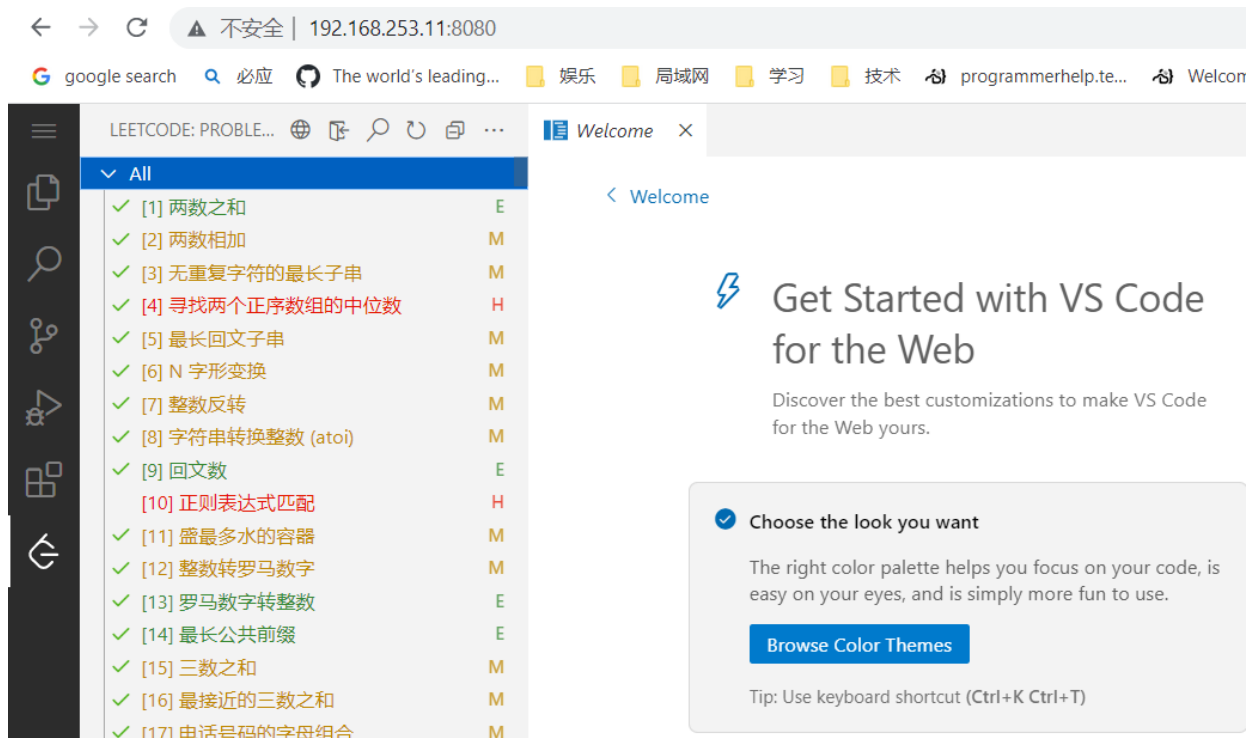 不安全 | 192.168.253.11:8080
google search 必应 The world's leading... 娱乐 局域网 学习 技术 programmerhelp.te... Welcom
LEETCODE: PROBLE... ...
All
[1] 两数之和 E
[2] 两数相加 M
[3] 无重复字符的最长子串 M
[4] 寻找两个正序数组的中位数 H
[5] 最长回文子串 M
[6] N 字形变换 M
[7] 整数反转 M
[8] 字符串转换整数 (atoi) M
[9] 回文数 E
[10] 正则表达式匹配 H
[11] 盛最多水的容器 M
[12] 整数转罗马数字 M
[13] 罗马数字转整数 E
[14] 最长公共前缀 E
[15] 三数之和 M
[16] 最接近的三数之和 M
[17] 电话号码的字母组合 M
Welcome
Welcome
Get Started with VS Code
for the Web
Discover the best customizations to make VS Code
for the Web yours.
Choose the look you want
The right color palette helps you focus on your code, is
easy on your eyes, and is simply more fun to use.
Browse Color Themes
Tip: Use keyboard shortcut (Ctrl+K Ctrl+T)